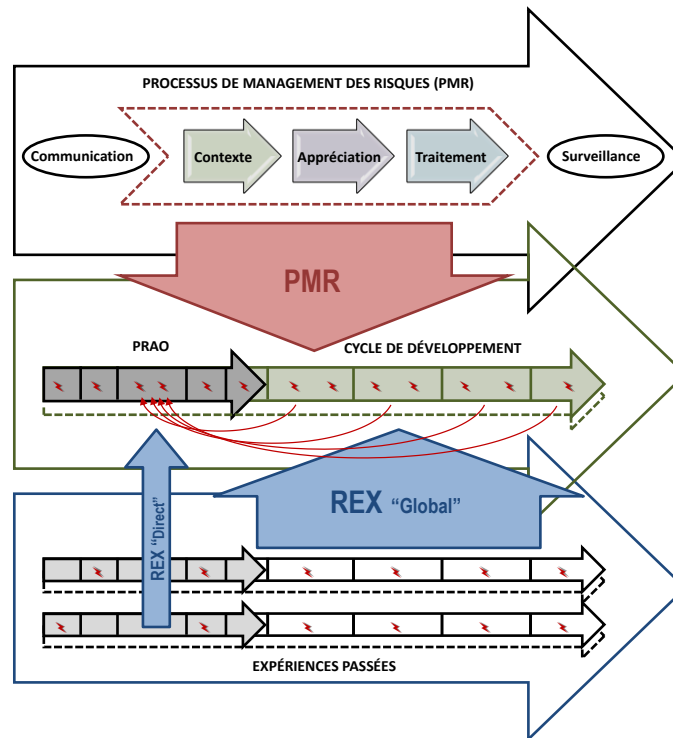 PROCESSUS DE MANAGEMENT DES RISQUES (PMR)
Communication
Contexte
Appréciation
Traitement
Surveillance
PMR
PRAO
CYCLE DE DÉVELOPPEMENT
REX “Direct”
REX “Global”
EXPÉRIENCES PASSÉES